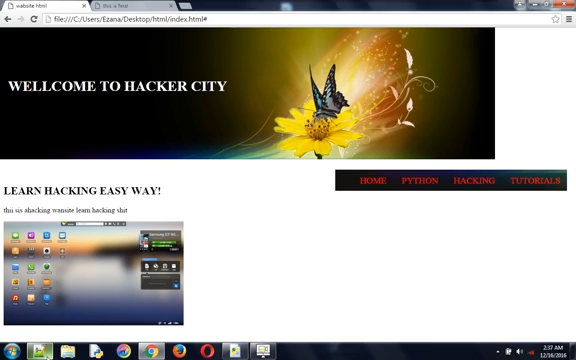 website html
this is final
file:///C:/Users/Ezana/Desktop/html/index.html#
WELLCOME TO HACKER CITY
HOME PYTHON HACKING TUTORIALS
LEARN HACKING EASY WAY!
thii sis ahacking wansite learn hacking shit
2:37 AM
12/16/2016